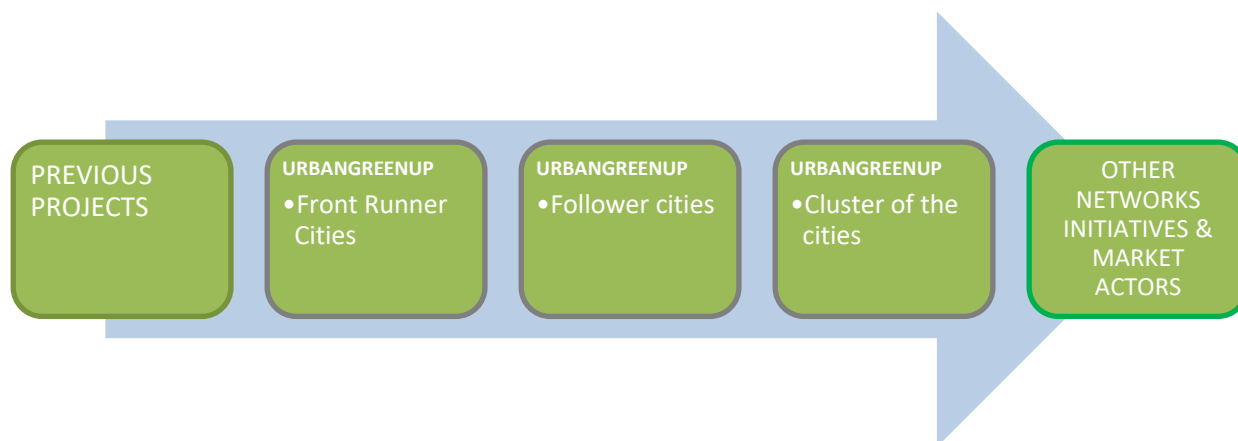 PREVIOUS
PROJECTS
URBANGREENUP
•Front Runner
Cities
URBANGREENUP
•Follower cities
URBANGREENUP
•Cluster of the
cities
OTHER
NETWORKS
INITIATIVES &
MARKET
ACTORS